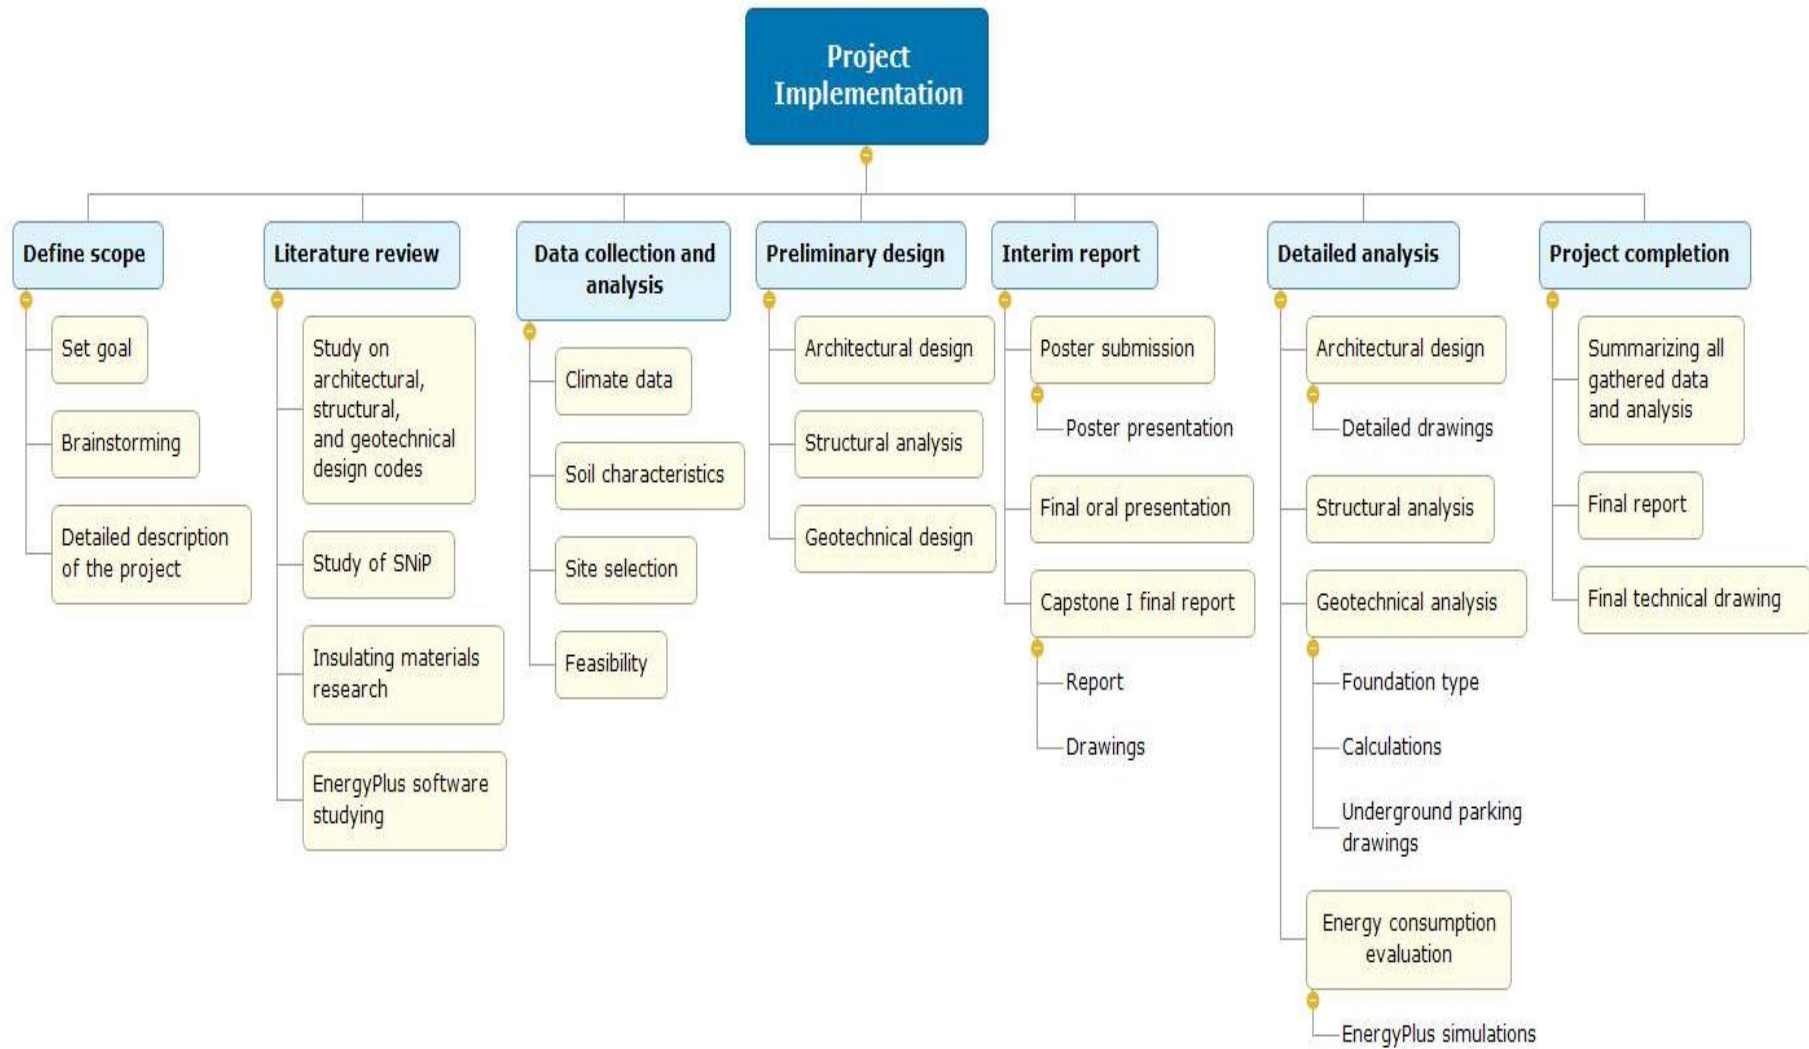 Project
Implementation
Define scope
Set goal
Brainstorming
Detailed description
of the project
Literature review
Study on
architectural,
structural,
and geotechnical
design codes
Study of SNiP
Insulating materials
research
EnergyPlus software
studying
Data collection and
analysis
Climate data
Soil characteristics
Site selection
Feasibility
Preliminary design
Architectural design
Structural analysis
Geotechnical design
Interim report
Poster submission
Poster presentation
Final oral presentation
Capstone I final report
Report
Drawings
Detailed analysis
Architectural design
Detailed drawings
Structural analysis
Geotechnical analysis
Foundation type
Calculations
Underground parking
drawings
Energy consumption
evaluation
EnergyPlus simulations
Project completion
Summarizing all
gathered data
and analysis
Final report
Final technical drawing